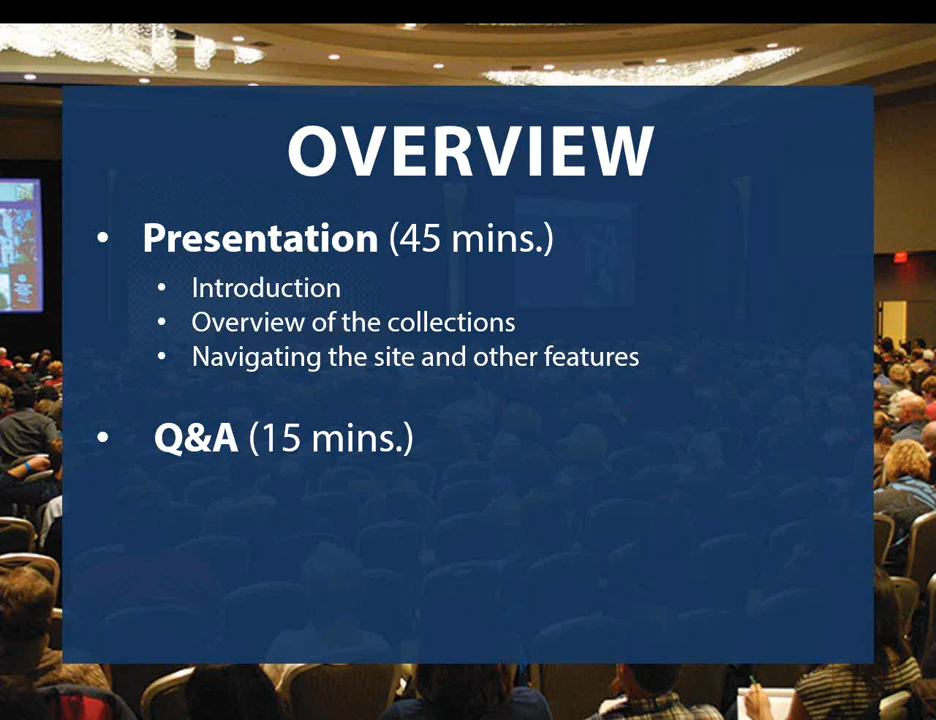 OVERVIEW
• Presentation (45 mins.)
• Introduction
• Overview of the collections
• Navigating the site and other features
• Q&A (15 mins.)